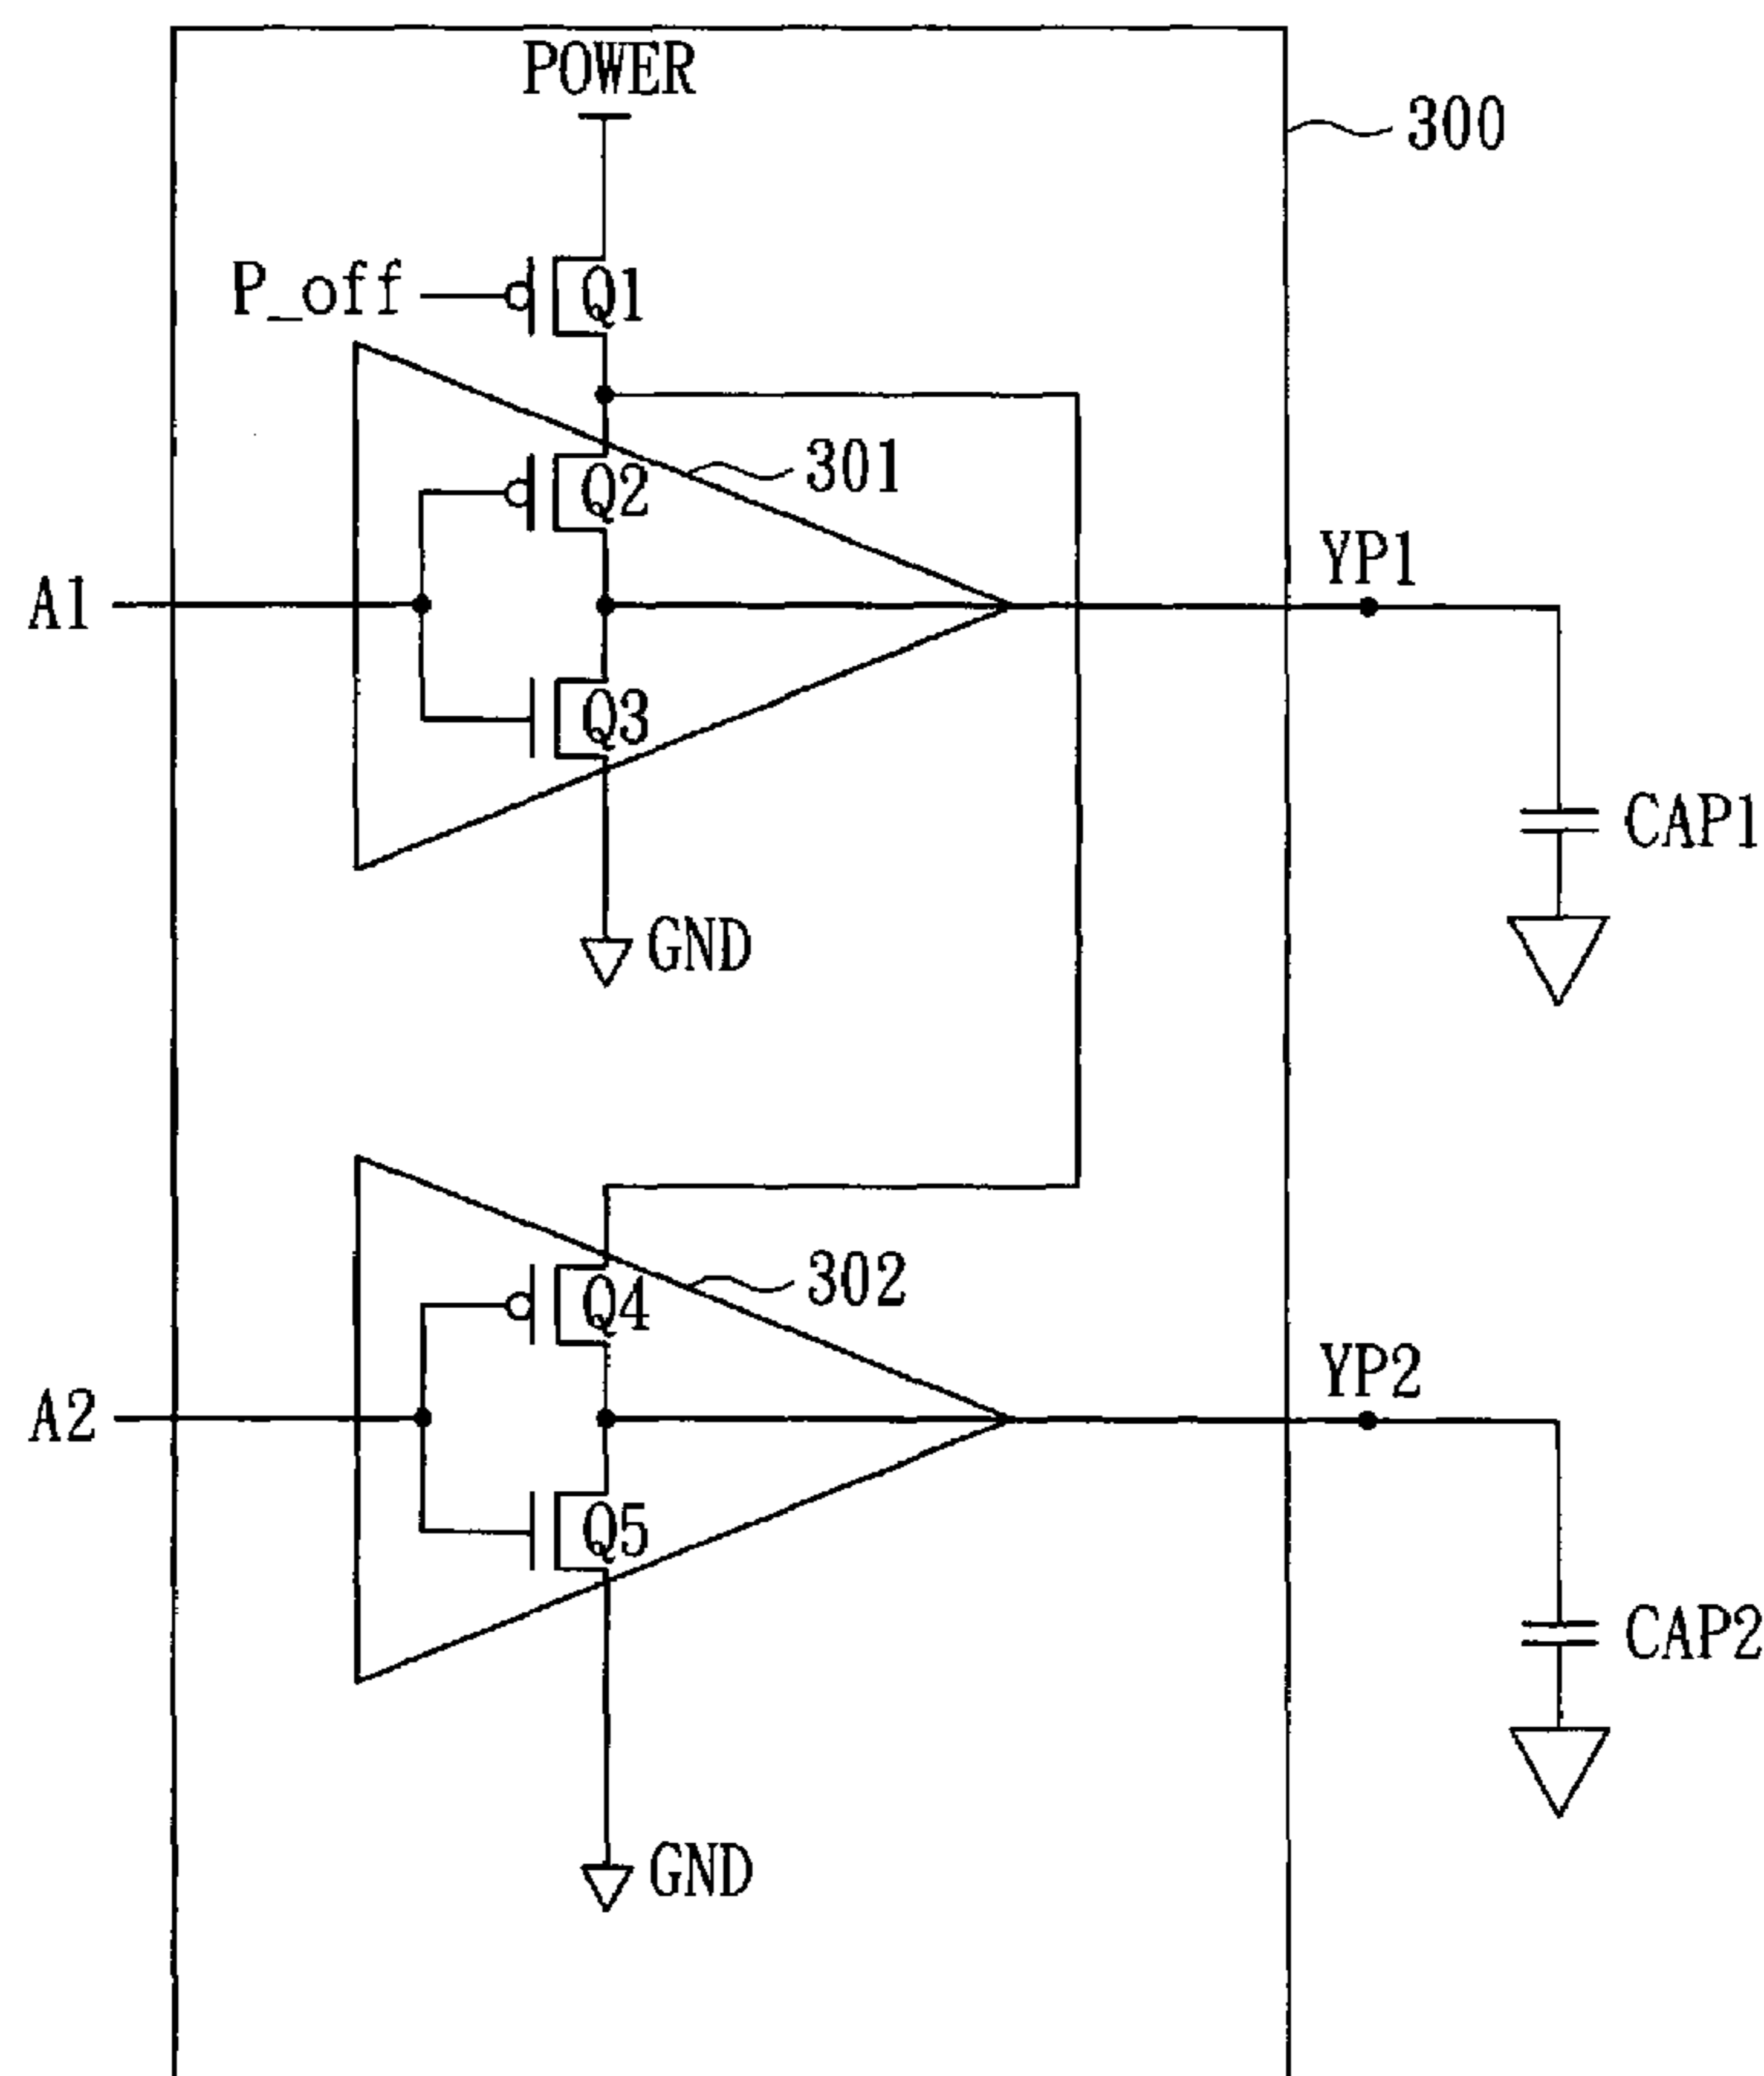 POWER
300
P_off
Q1
301
Q2
YP1
A1
Q3
CAP1
GND
302
Q4
YP2
A2
Q5
CAP2
GND